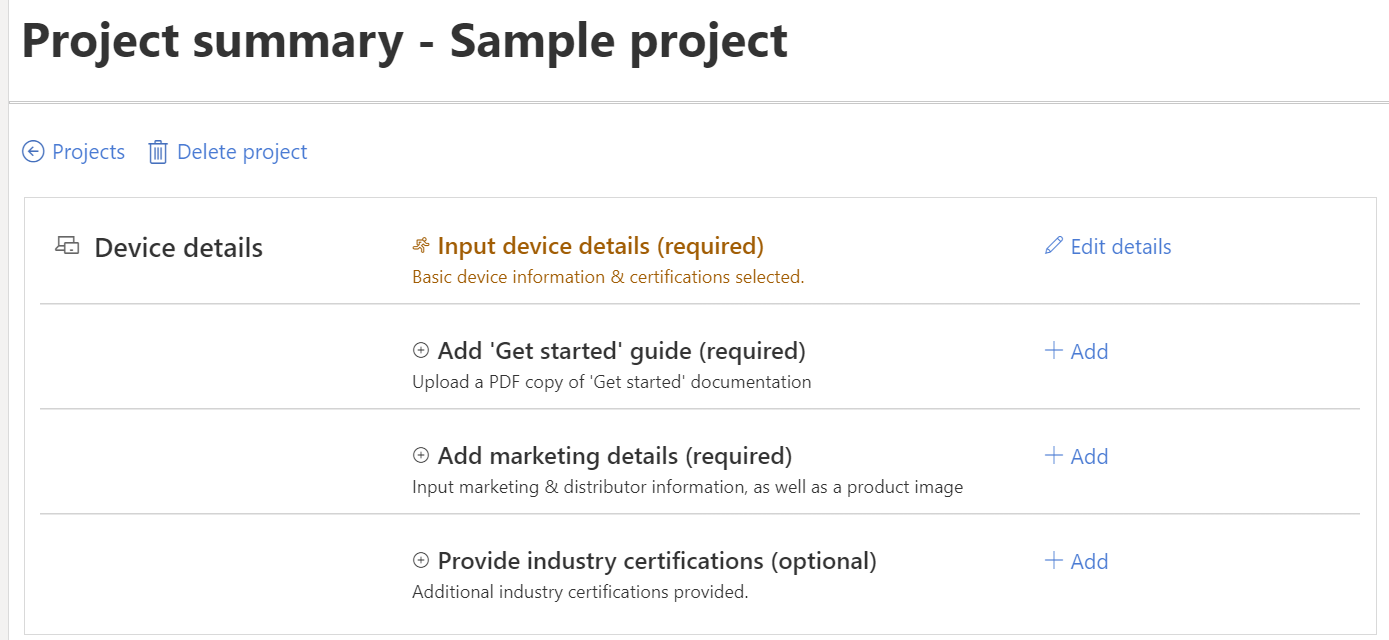 Project summary - Sample project
Projects Delete project
Device details Input device details (required) Edit details
Basic device information & certifications selected.
Add 'Get started' guide (required) Add
Upload a PDF copy of 'Get started' documentation
Add marketing details (required) Add
Input marketing & distributor information, as well as a product image
Provide industry certifications (optional) Add
Additional industry certifications provided.